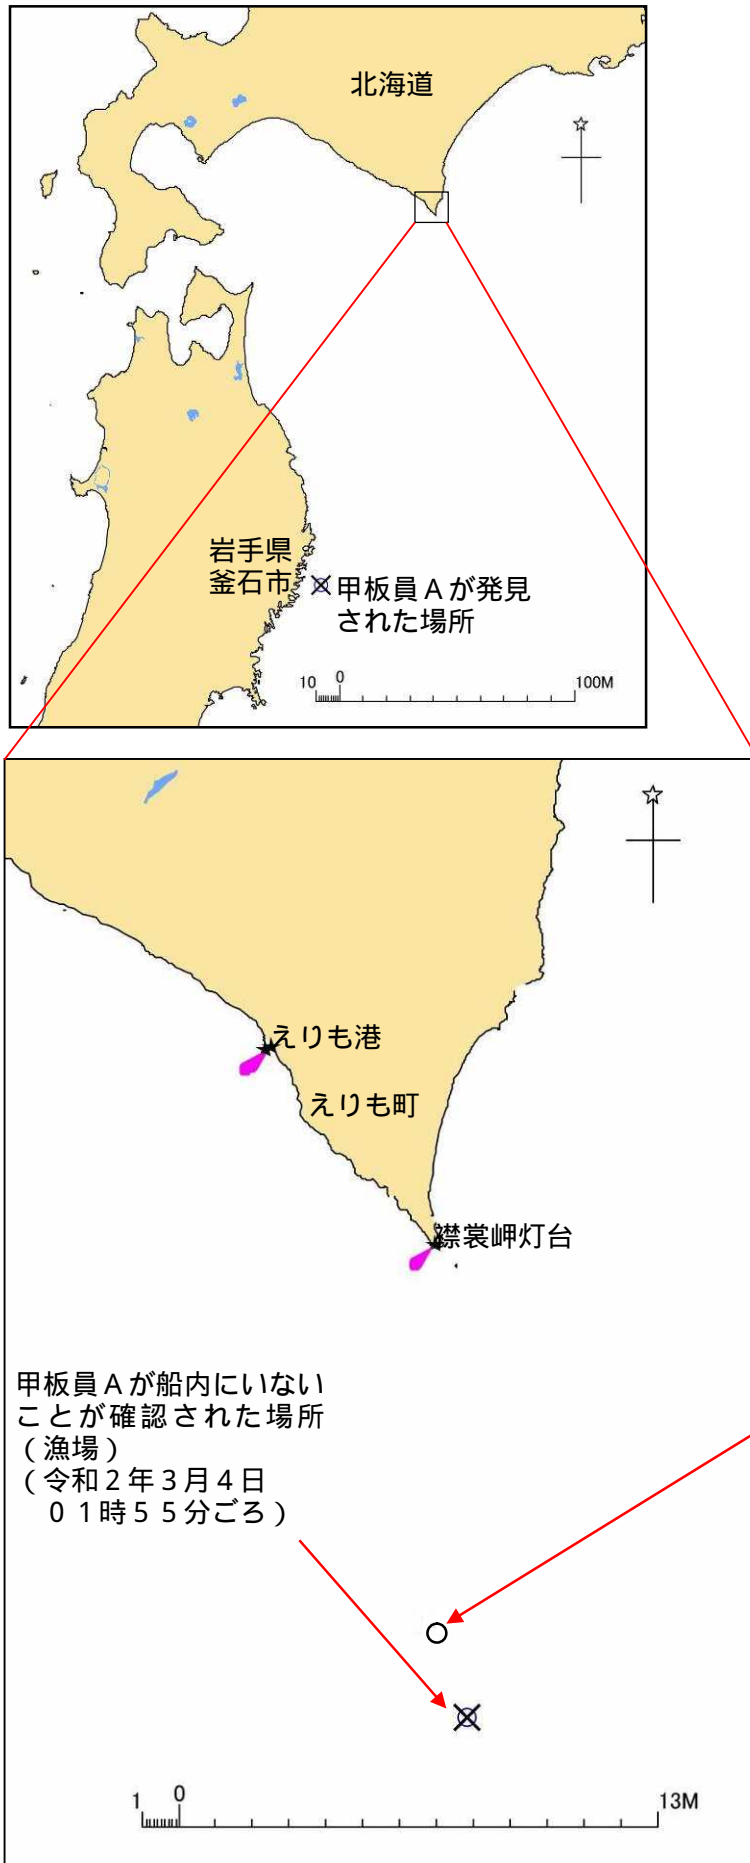 北海道
岩手県
釜石市
甲板員Ａが発見
された場所
10 0 100M
えりも港
えりも町
襟裳岬灯台
甲板員Ａが船内にいない
ことが確認された場所
（漁場）
（令和２年３月４日
０１時５５分ごろ）
1 0 13M